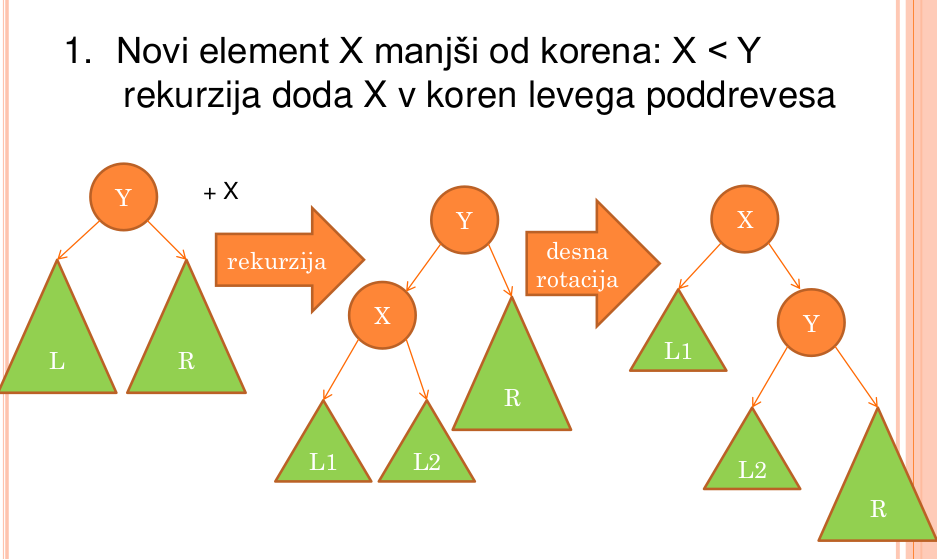 1. Novi element X manjši od korena: X < Y
rekurzija doda X v koren levega poddrevesa
Y
+ X
L
R
rekurzija
Y
X
L1
L2
R
desna
rotacija
X
L1
Y
L2
R